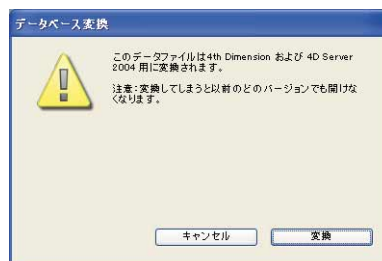 データベース変換
このデータファイルは4th Dimension および 4D Server
2004 用に変換されます。
注意：変換してしまうと以前のどのバージョンでも開けな
くなります。
キャンセル
変換